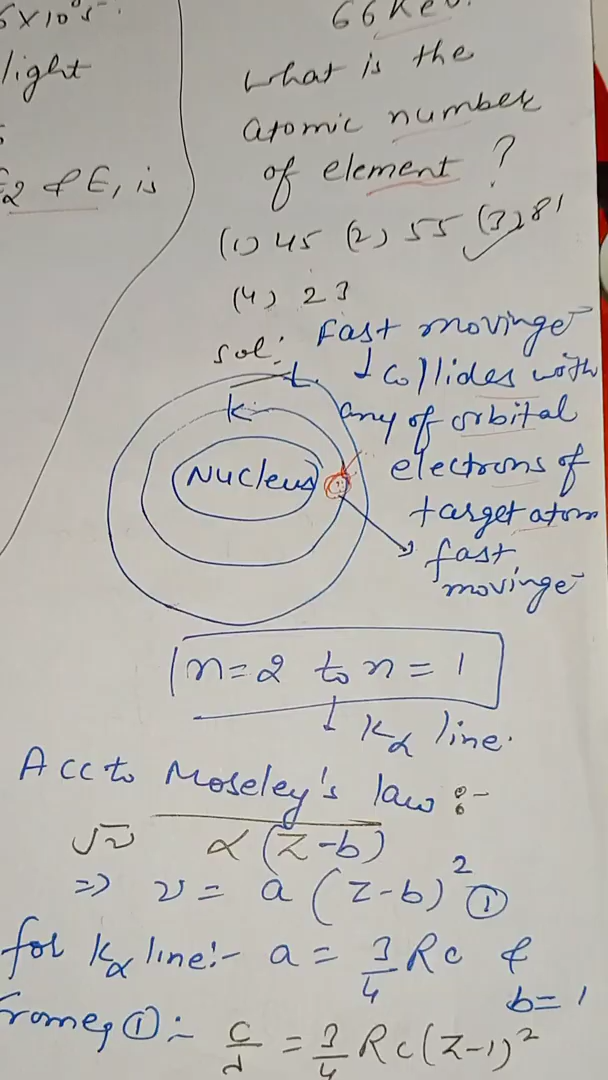 6×10⁵s.
light
E2 & E, is
66 KeV.
what is the
atomic number
of element ?
(1) 45 (2) 55 (3) 81
(4) 23
Sol:
Fast moving e⁻
↓ collides with
any of orbital
electrons of
target atom
fast
moving e⁻
L
K
Nucleus
n=2 to n=1
↓ Kα line.
Acc to Moseley's law :-
√ν ∝ (Z-b)
=> ν = a (Z-b)² ①
for Kα line:- a = 3/4 Rc &
b=1
From eq ①:- c/λ = 3/4 Rc (Z-1)²